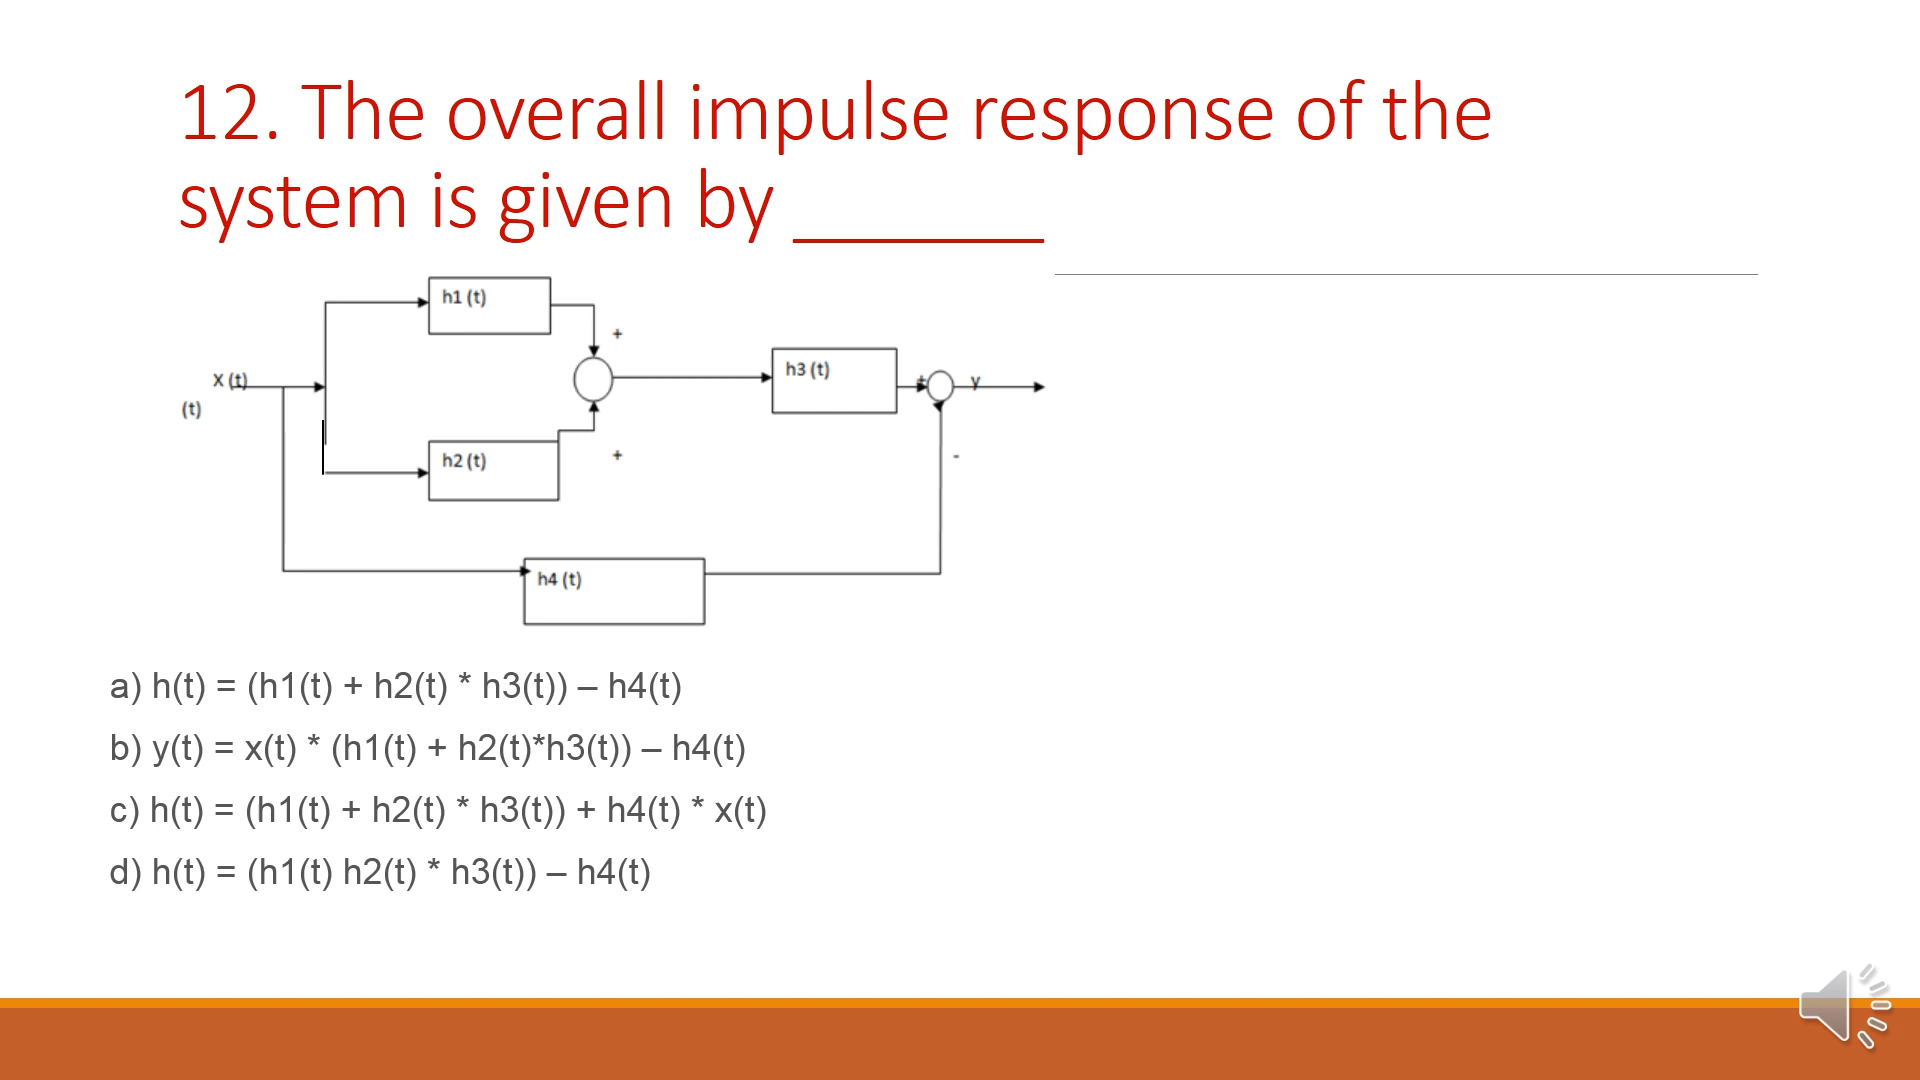 12. The overall impulse response of the
system is given by _______
h1 (t)
+
X (t)
h3 (t)
+
y
(t)
h2 (t)
+
-
h4 (t)
a) h(t) = (h1(t) + h2(t) * h3(t)) – h4(t)
b) y(t) = x(t) * (h1(t) + h2(t)*h3(t)) – h4(t)
c) h(t) = (h1(t) + h2(t) * h3(t)) + h4(t) * x(t)
d) h(t) = (h1(t) h2(t) * h3(t)) – h4(t)